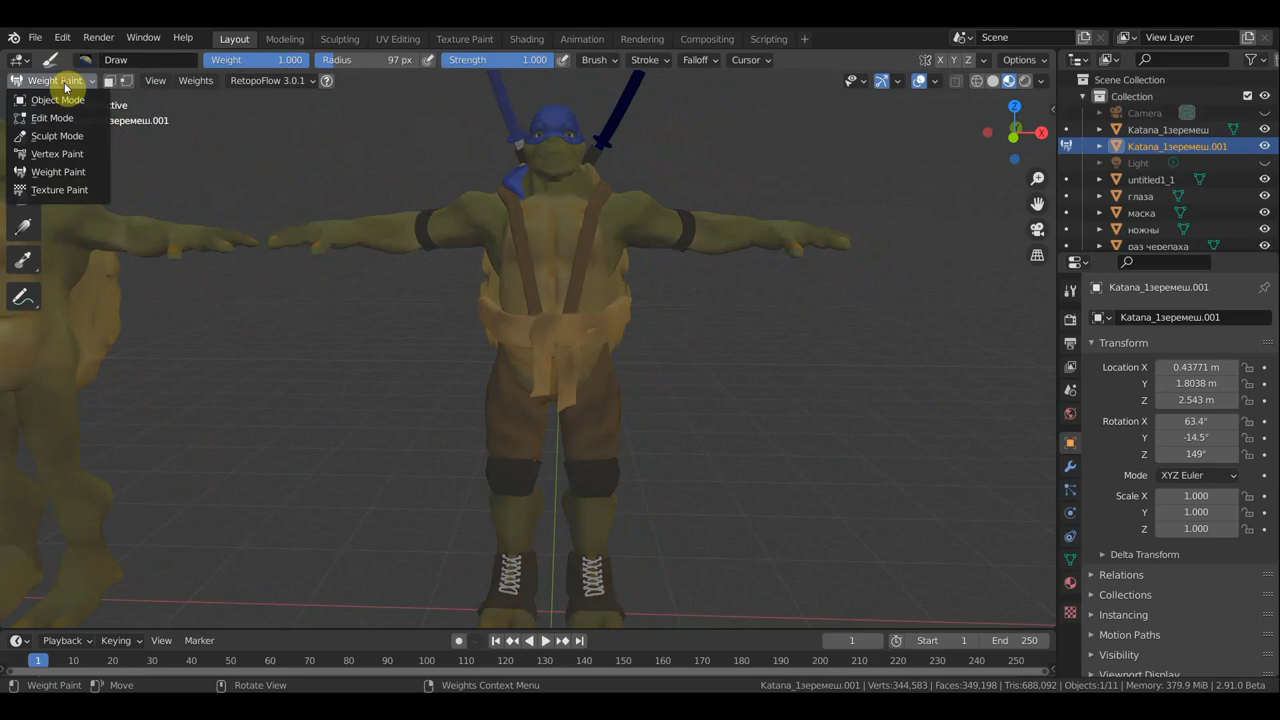 File Edit Render Window Help Layout Modeling Sculpting UV Editing Texture Paint Shading Animation Rendering Compositing Scripting + Scene View Layer
Draw Weight 1.000 Radius 97 px Strength 1.000 Brush Stroke Falloff Cursor X Y Z Options
Weight Paint View Weights RetopoFlow 3.0.1 ?
Scene Collection
Collection
Camera
Katana_1зеремеш
Katana_1зеремеш.001
Light
untitled1_1
глаза
маска
ножны
раз черепаха
Object Mode
Edit Mode
Sculpt Mode
Vertex Paint
Weight Paint
Texture Paint
ctive
зеремеш.001
Z
X
Katana_1зеремеш.001
Katana_1зеремеш.001
Transform
Location X 0.43771 m
Y 1.8038 m
Z 2.543 m
Rotation X 63.4°
Y -14.5°
Z 149°
Mode XYZ Euler
Scale X 1.000
Y 1.000
Z 1.000
Delta Transform
Relations
Collections
Instancing
Motion Paths
Visibility
Viewport Display
Playback Keying View Marker 1 Start 1 End 250
1 10 20 30 40 50 60 70 80 90 100 110 120 130 140 150 160 170 180 190 200 210 220 230 240 250
Weight Paint Move Rotate View Weights Context Menu Katana_1зеремеш.001 | Verts:344,583 | Faces:349,198 | Tris:688,092 | Objects:1/11 | Memory: 379.9 MiB | 2.91.0 Beta